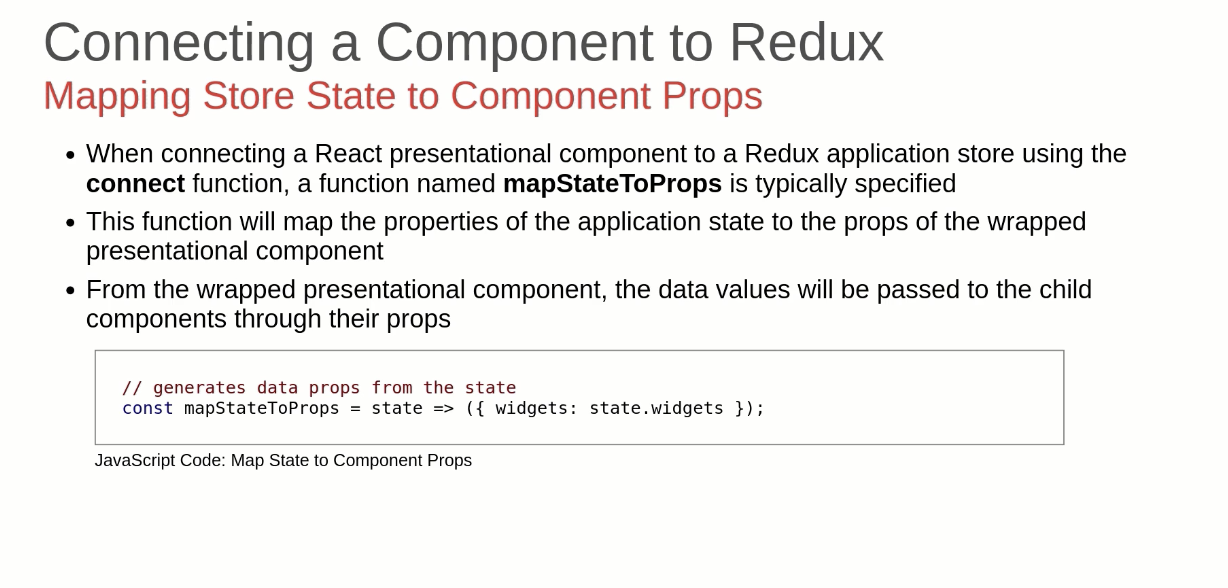 Connecting a Component to Redux
Mapping Store State to Component Props
• When connecting a React presentational component to a Redux application store using the
connect function, a function named mapStateToProps is typically specified
• This function will map the properties of the application state to the props of the wrapped
presentational component
• From the wrapped presentational component, the data values will be passed to the child
components through their props
// generates data props from the state
const mapStateToProps = state => ({ widgets: state.widgets });
JavaScript Code: Map State to Component Props